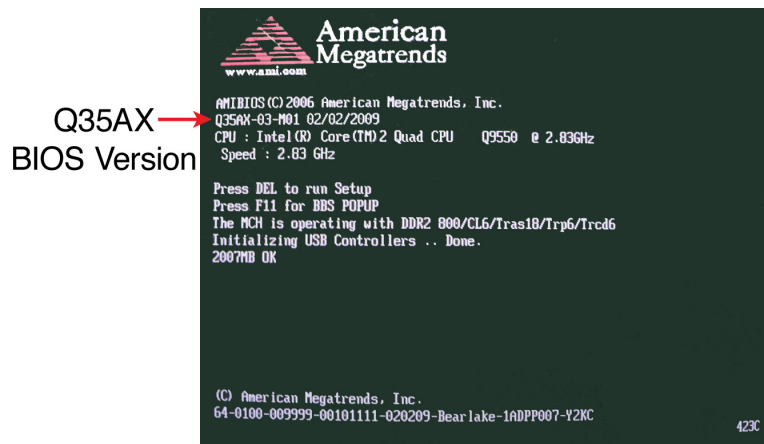 American
Megatrends
www.ami.com
AMIBIOS(C)2006 American Megatrends, Inc.
Q35AX
BIOS Version
Q35AX-03-M01 02/02/2009
CPU : Intel(R) Core(TM)2 Quad CPU Q9550 @ 2.83GHz
Speed : 2.83 GHz
Press DEL to run Setup
Press F11 for BBS POPUP
The MCH is operating with DDR2 800/CL6/Tras18/Trp6/Trcd6
Initializing USB Controllers .. Done.
2007MB OK
(C) American Megatrends, Inc.
64-0100-009999-00101111-020209-Bearlake-1ADPP007-Y2KC
423C